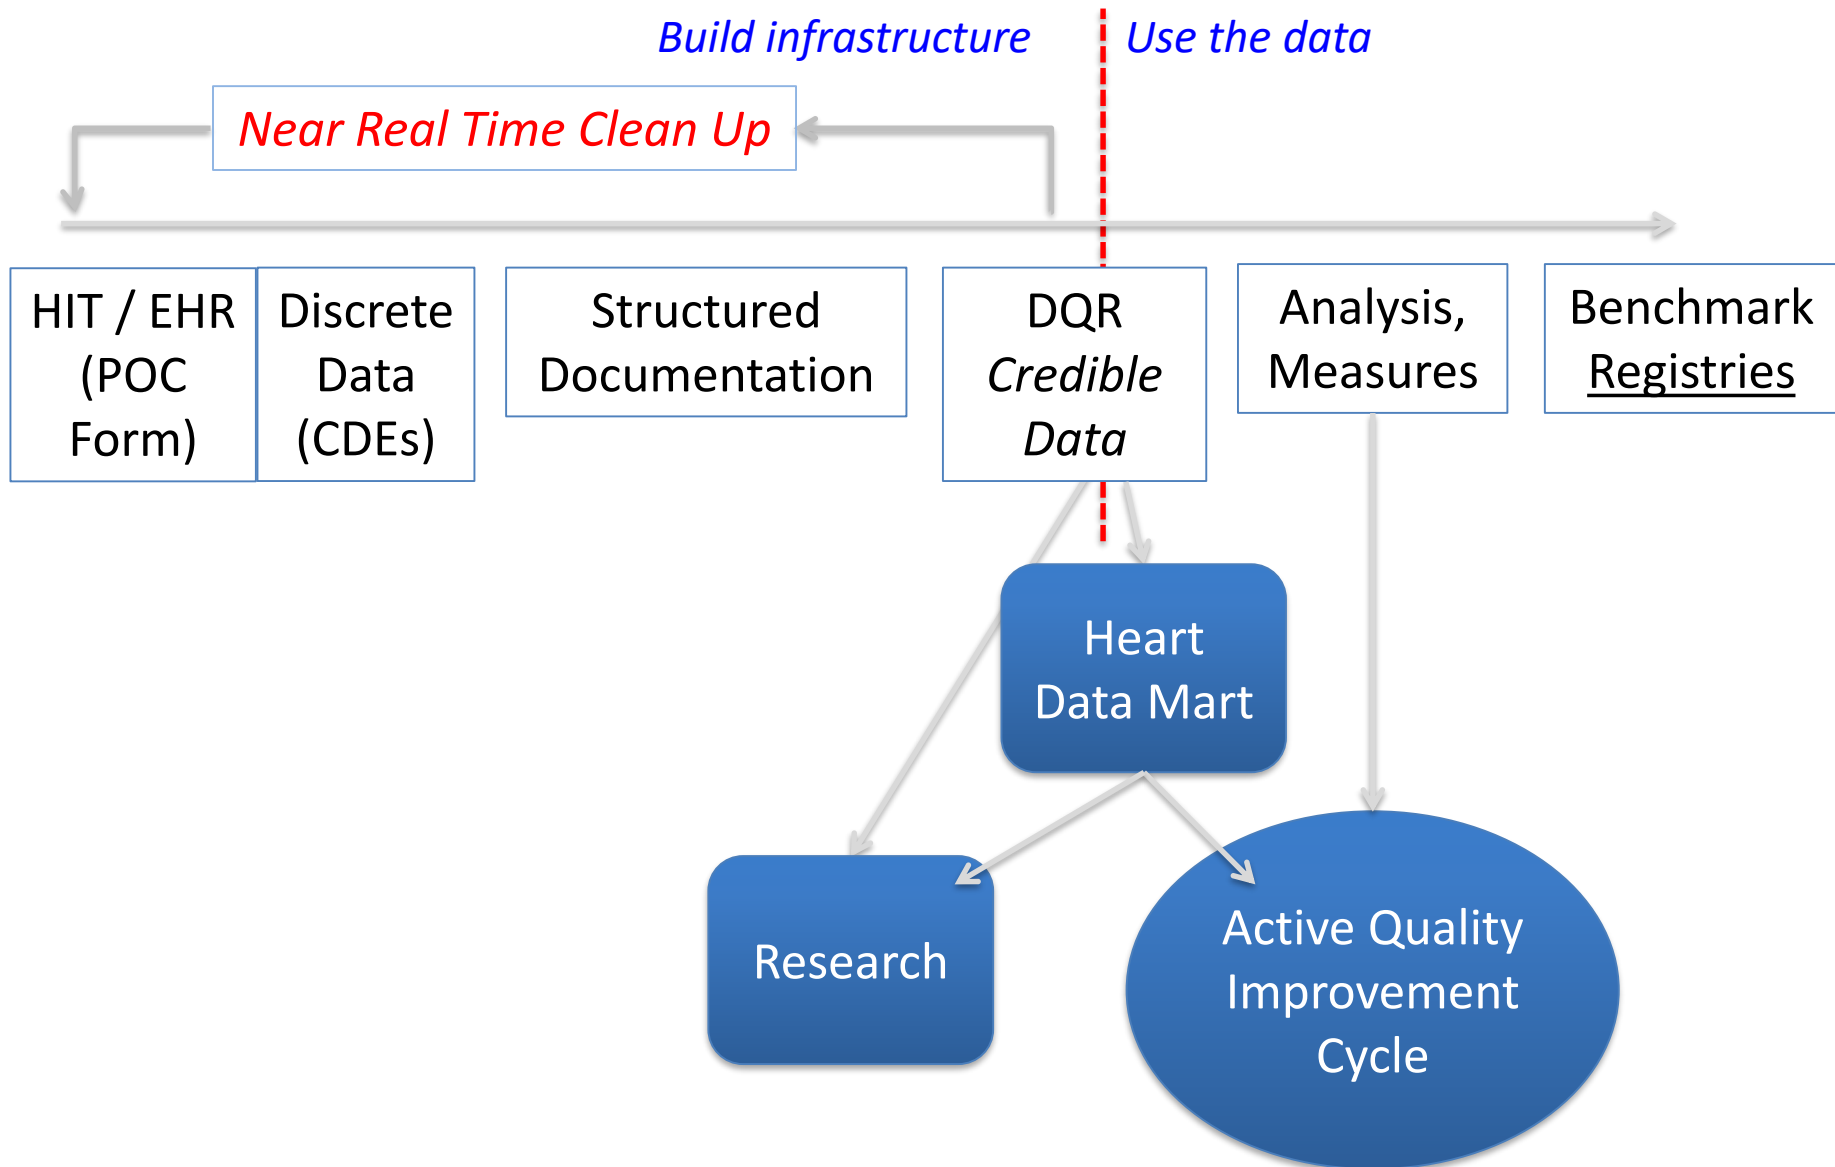 Build infrastructure
Use the data
Near Real Time Clean Up
HIT / EHR
(POC
Form)
Discrete
Data
(CDEs)
Structured
Documentation
DQR
Credible
Data
Analysis,
Measures
Benchmark
Registries
Heart
Data Mart
Research
Active Quality
Improvement
Cycle